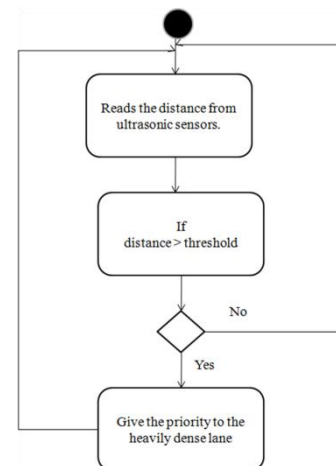 Reads the distance from
ultrasonic sensors.
If
distance > threshold
No
Yes
Give the priority to the
heavily dense lane